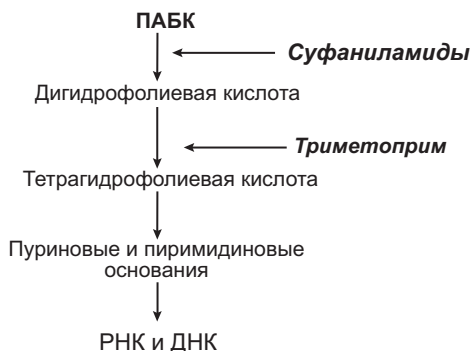 ПАБК
Суфаниламиды
Дигидрофолиевая кислота
Триметоприм
Тетрагидрофолиевая кислота
Пуриновые и пиримидиновые
основания
РНК и ДНК